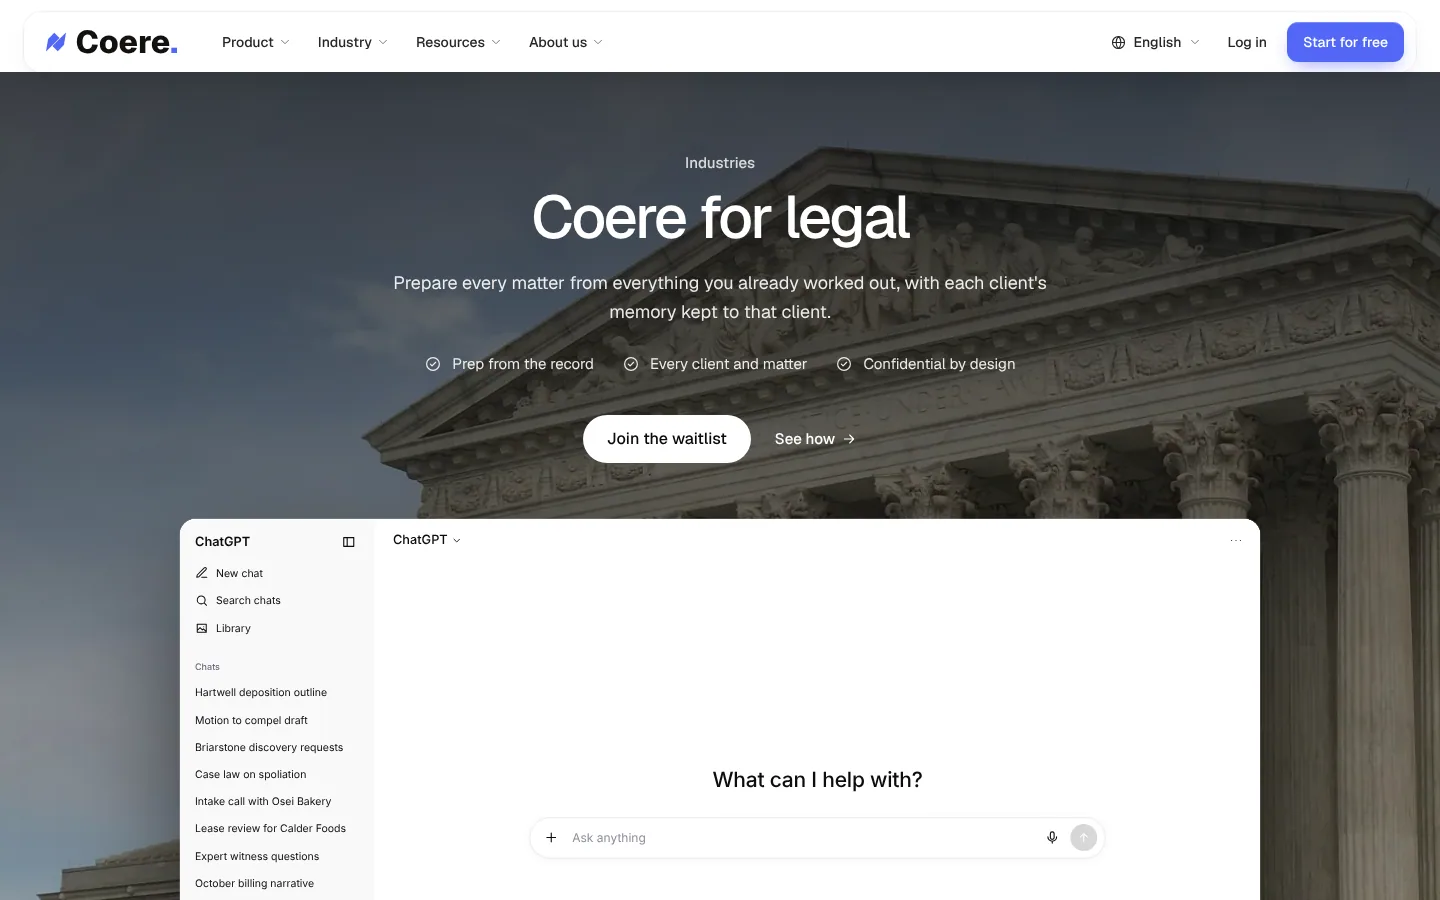 Coere.
Product
Industry
Resources
About us
English
Log in
Start for free
Industries
Coere for legal
Prepare every matter from everything you already worked out, with each client's
memory kept to that client.
Prep from the record
Every client and matter
Confidential by design
Join the waitlist
See how
ChatGPT
New chat
Search chats
Library
Chats
Hartwell deposition outline
Motion to compel draft
Briarstone discovery requests
Case law on spoliation
Intake call with Osei Bakery
Lease review for Calder Foods
Expert witness questions
October billing narrative
ChatGPT
What can I help with?
Ask anything